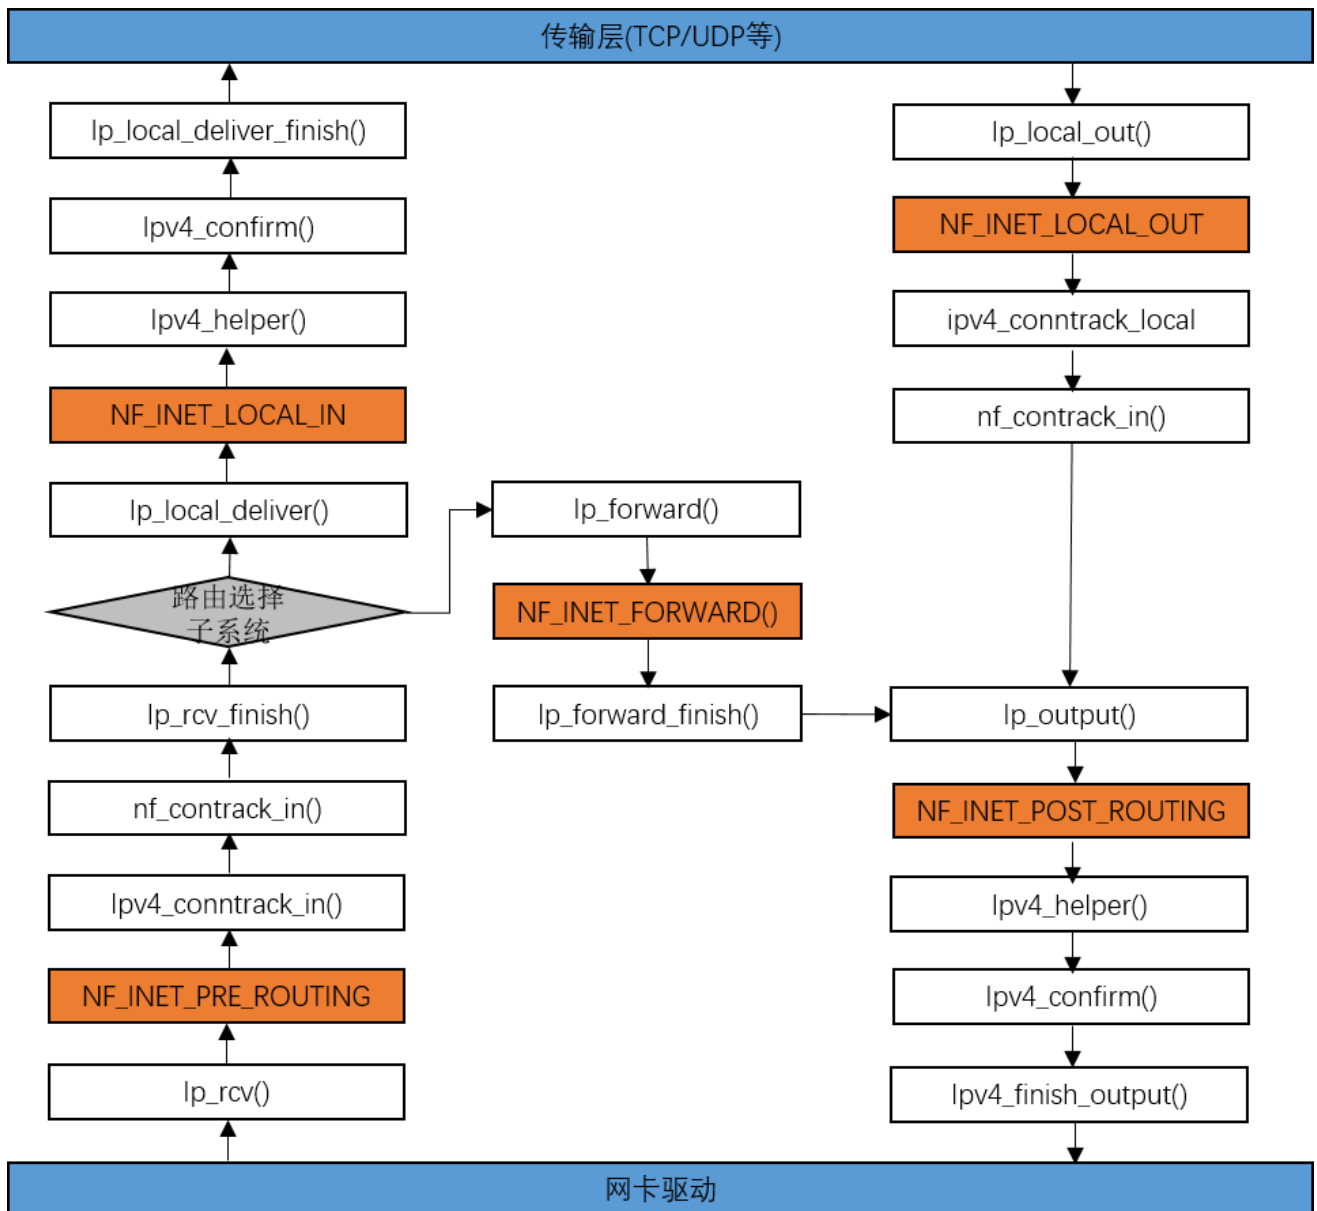 传输层(TCP/UDP等)
Ip_local_deliver_finish()
Ipv4_confirm()
Ipv4_helper()
NF_INET_LOCAL_IN
Ip_local_deliver()
路由选择
子系统
Ip_rcv_finish()
nf_contrack_in()
Ipv4_conntrack_in()
NF_INET_PRE_ROUTING
Ip_rcv()
Ip_forward()
NF_INET_FORWARD()
Ip_forward_finish()
Ip_local_out()
NF_INET_LOCAL_OUT
ipv4_conntrack_local
nf_contrack_in()
Ip_output()
NF_INET_POST_ROUTING
Ipv4_helper()
Ipv4_confirm()
Ipv4_finish_output()
网卡驱动